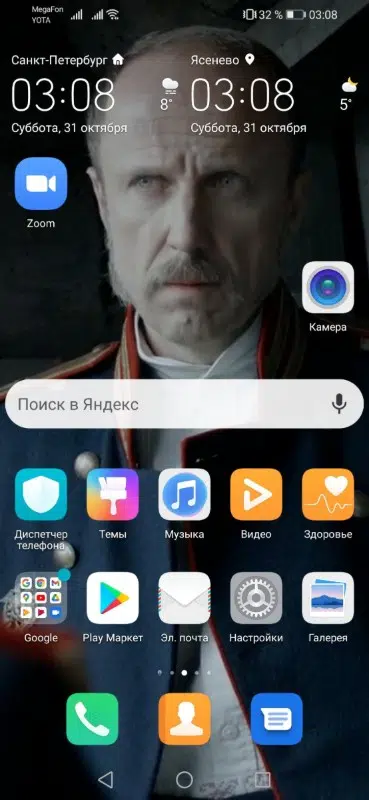 MegaFon
YOTA
32 % 03:08
Санкт-Петербург Ясенево
03:08 8° 03:08 5°
Суббота, 31 октября Суббота, 31 октября
Zoom
Камера
Поиск в Яндекс
Диспетчер телефона Темы Музыка Видео Здоровье
Google Play Маркет Эл. почта Настройки Галерея